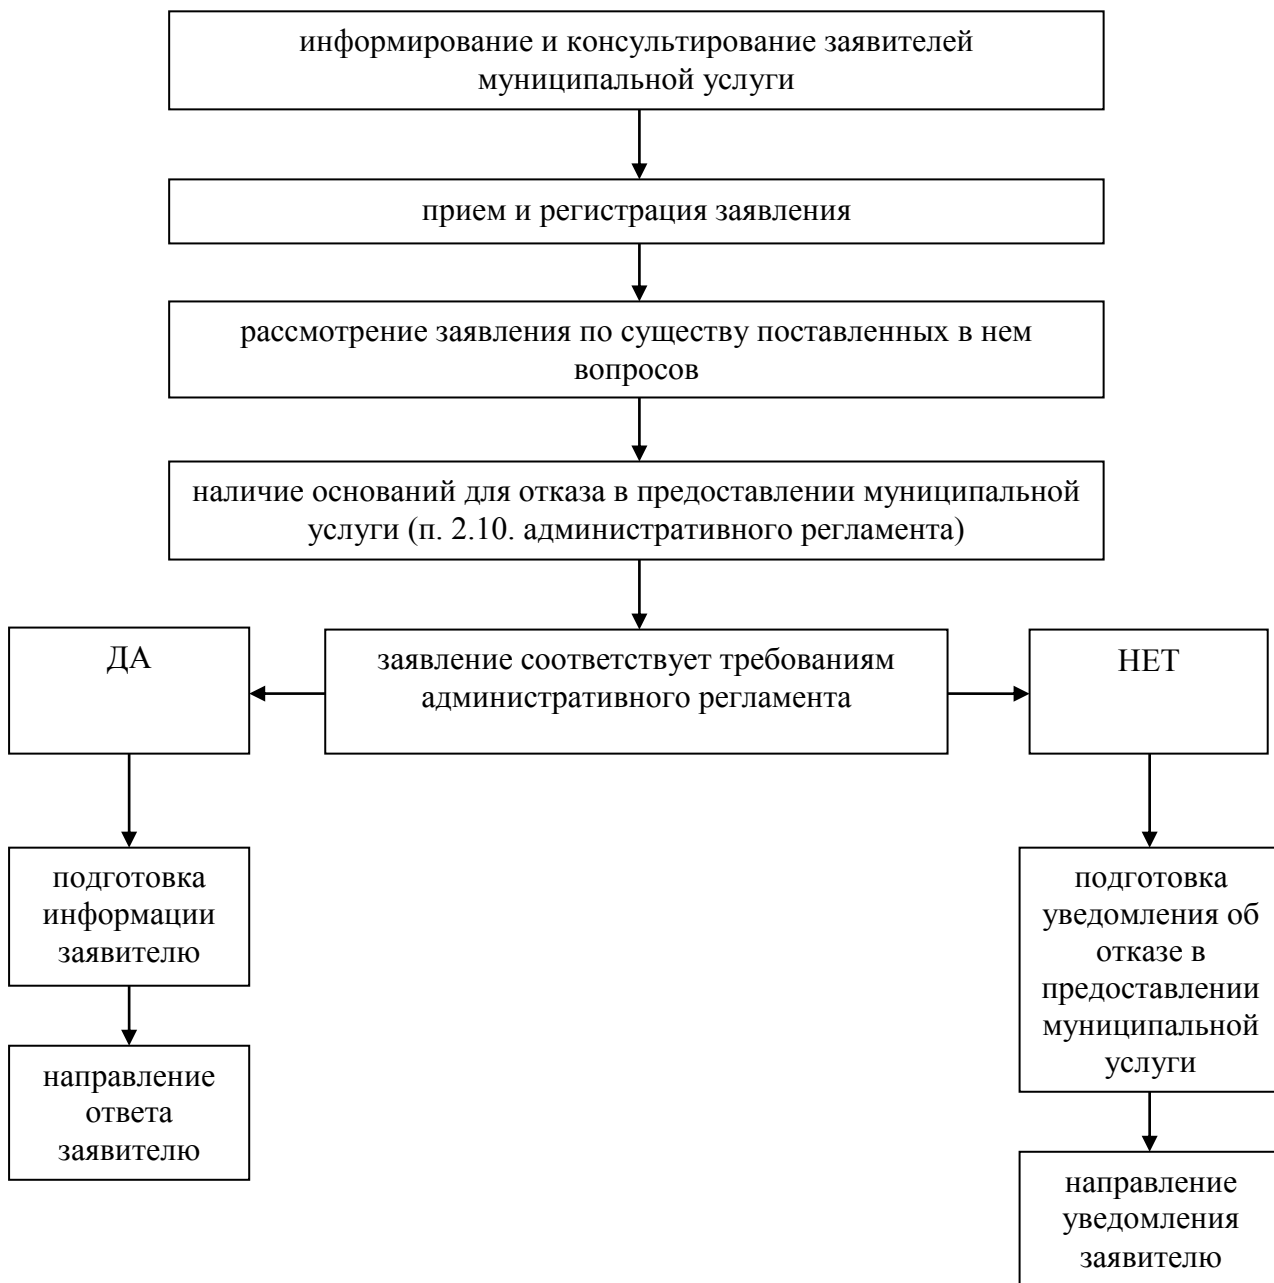 информирование и консультирование заявителей
муниципальной услуги
прием и регистрация заявления
рассмотрение заявления по существу поставленных в нем
вопросов
наличие оснований для отказа в предоставлении муниципальной
услуги (п. 2.10. административного регламента)
ДА
заявление соответствует требованиям
административного регламента
НЕТ
подготовка
информации
заявителю
направление
ответа
заявителю
подготовка
уведомления об
отказе в
предоставлении
муниципальной
услуги
направление
уведомления
заявителю